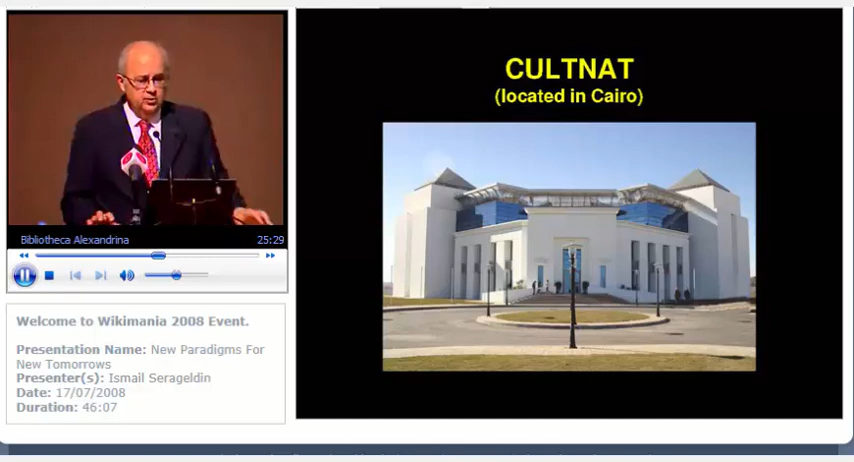 CULTNAT
(located in Cairo)
Bibliotheca Alexandrina 25:29
Welcome to Wikimania 2008 Event.
Presentation Name: New Paradigms For
New Tomorrows
Presenter(s): Ismail Serageldin
Date: 17/07/2008
Duration: 46:07